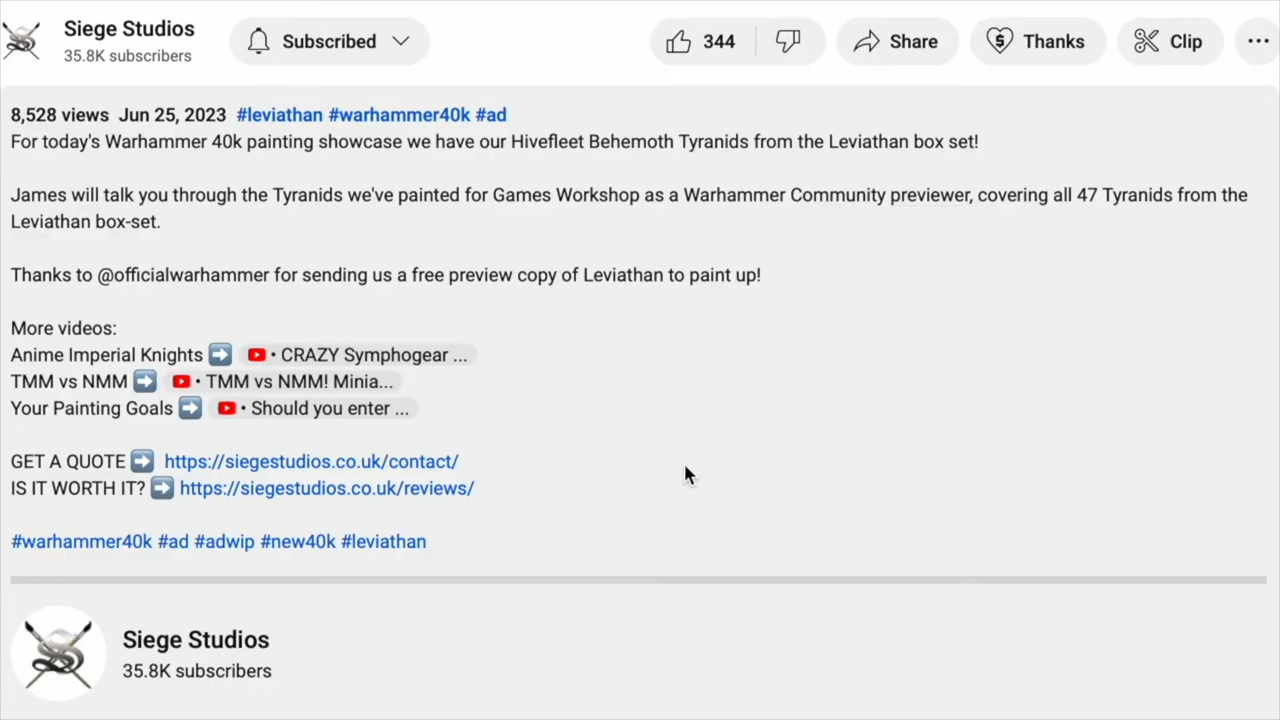 Siege Studios
35.8K subscribers
Subscribed
344
Share
Thanks
Clip
8,528 views Jun 25, 2023 #leviathan #warhammer40k #ad
For today's Warhammer 40k painting showcase we have our Hivefleet Behemoth Tyranids from the Leviathan box set!
James will talk you through the Tyranids we've painted for Games Workshop as a Warhammer Community previewer, covering all 47 Tyranids from the
Leviathan box-set.
Thanks to @officialwarhammer for sending us a free preview copy of Leviathan to paint up!
More videos:
Anime Imperial Knights ➡️ • CRAZY Symphogear ...
TMM vs NMM ➡️ • TMM vs NMM! Minia...
Your Painting Goals ➡️ • Should you enter ...
GET A QUOTE ➡️ https://siegestudios.co.uk/contact/
IS IT WORTH IT? ➡️ https://siegestudios.co.uk/reviews/
#warhammer40k #ad #adwip #new40k #leviathan
Siege Studios
35.8K subscribers